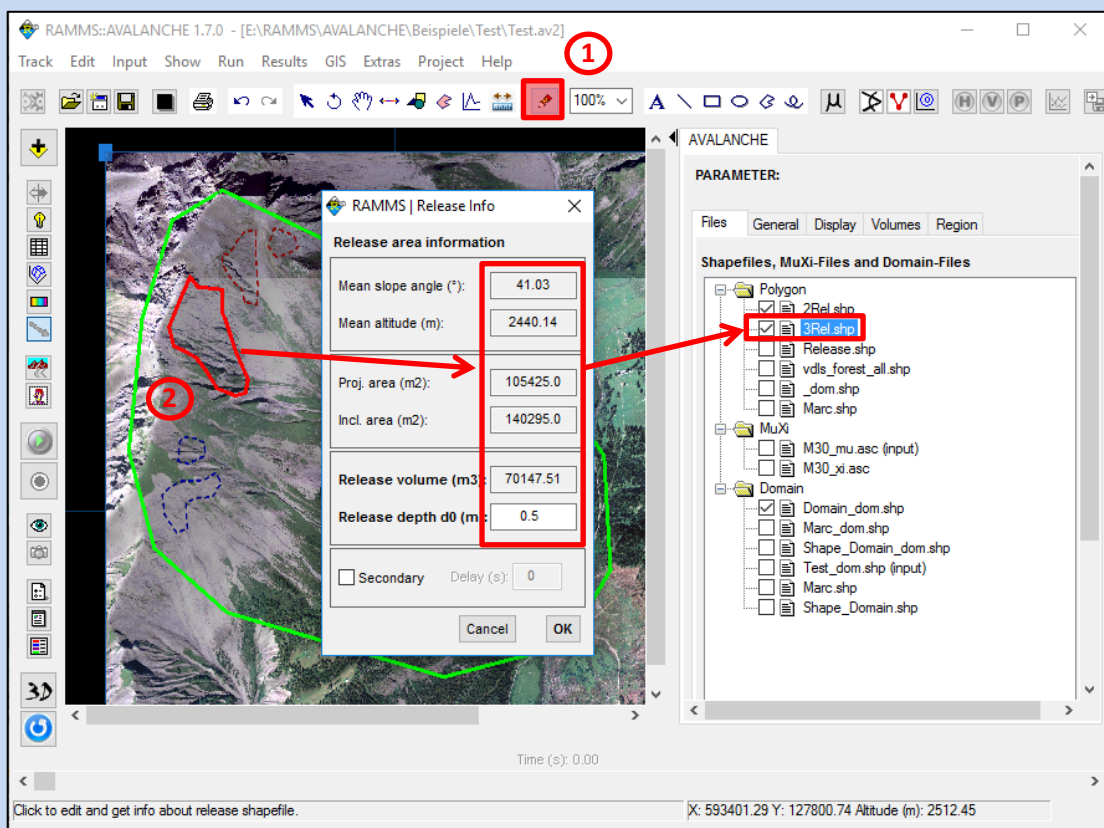 RAMMS::AVALANCHE 1.7.0 - [E:\RAMMS\AVALANCHE\Beispiele\Test\Test.av2]
1
Track Edit Input Show Run Results GIS Extras Project Help
100% A μ H V P
AVALANCHE
PARAMETER:
Files General Display Volumes Region
Shapefiles, MuXi-Files and Domain-Files
Polygon
2Rel.shp
3Rel.shp
Release.shp
vdls_forest_all.shp
_dom.shp
Marc.shp
MuXi
M30_mu.asc (input)
M30_xi.asc
Domain
Domain_dom.shp
Marc_dom.shp
Shape_Domain_dom.shp
Test_dom.shp (input)
Marc.shp
Shape_Domain.shp
RAMMS | Release Info
Release area information
Mean slope angle (°): 41.03
Mean altitude (m): 2440.14
Proj. area (m2): 105425.0
Incl. area (m2): 140295.0
Release volume (m3): 70147.51
Release depth d0 (m): 0.5
Secondary Delay (s): 0
Cancel OK
2
3D
Time (s): 0.00
Click to edit and get info about release shapefile. X: 593401.29 Y: 127800.74 Altitude (m): 2512.45